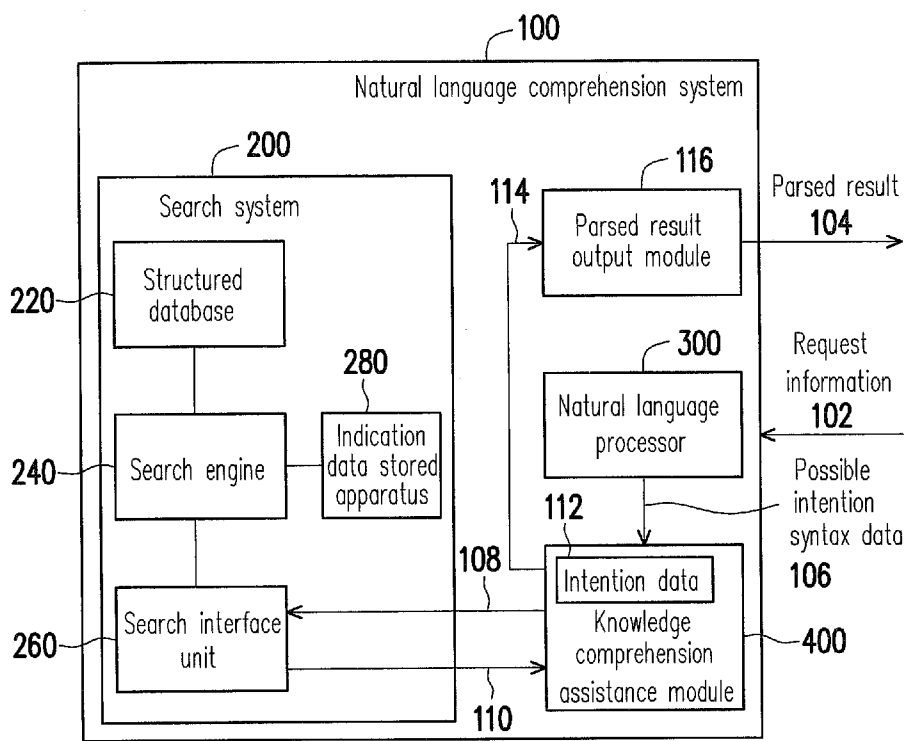 100
Natural language comprehension system
200
Search system
220
Structured
database
280
Indication
data stored
apparatus
240
Search engine
260
Search interface
unit
114
116
Parsed result
output module
Parsed result
104
300
Natural language
processor
Request
information
102
Possible
intention
syntax data
106
112
Intention data
Knowledge
comprehension
assistance module
400
108
110